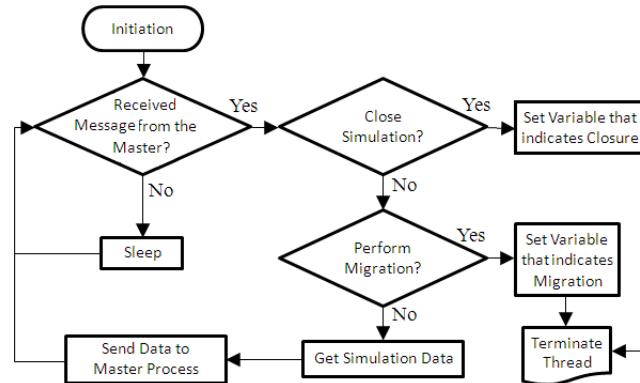 Initiation
Received
Message from the
Master?
Yes
Close
Simulation?
Yes
Set Variable that
indicates Closure
No
No
Sleep
Perform
Migration?
Yes
Set Variable
that indicates
Migration
No
Send Data to
Master Process
Get Simulation Data
Terminate
Thread